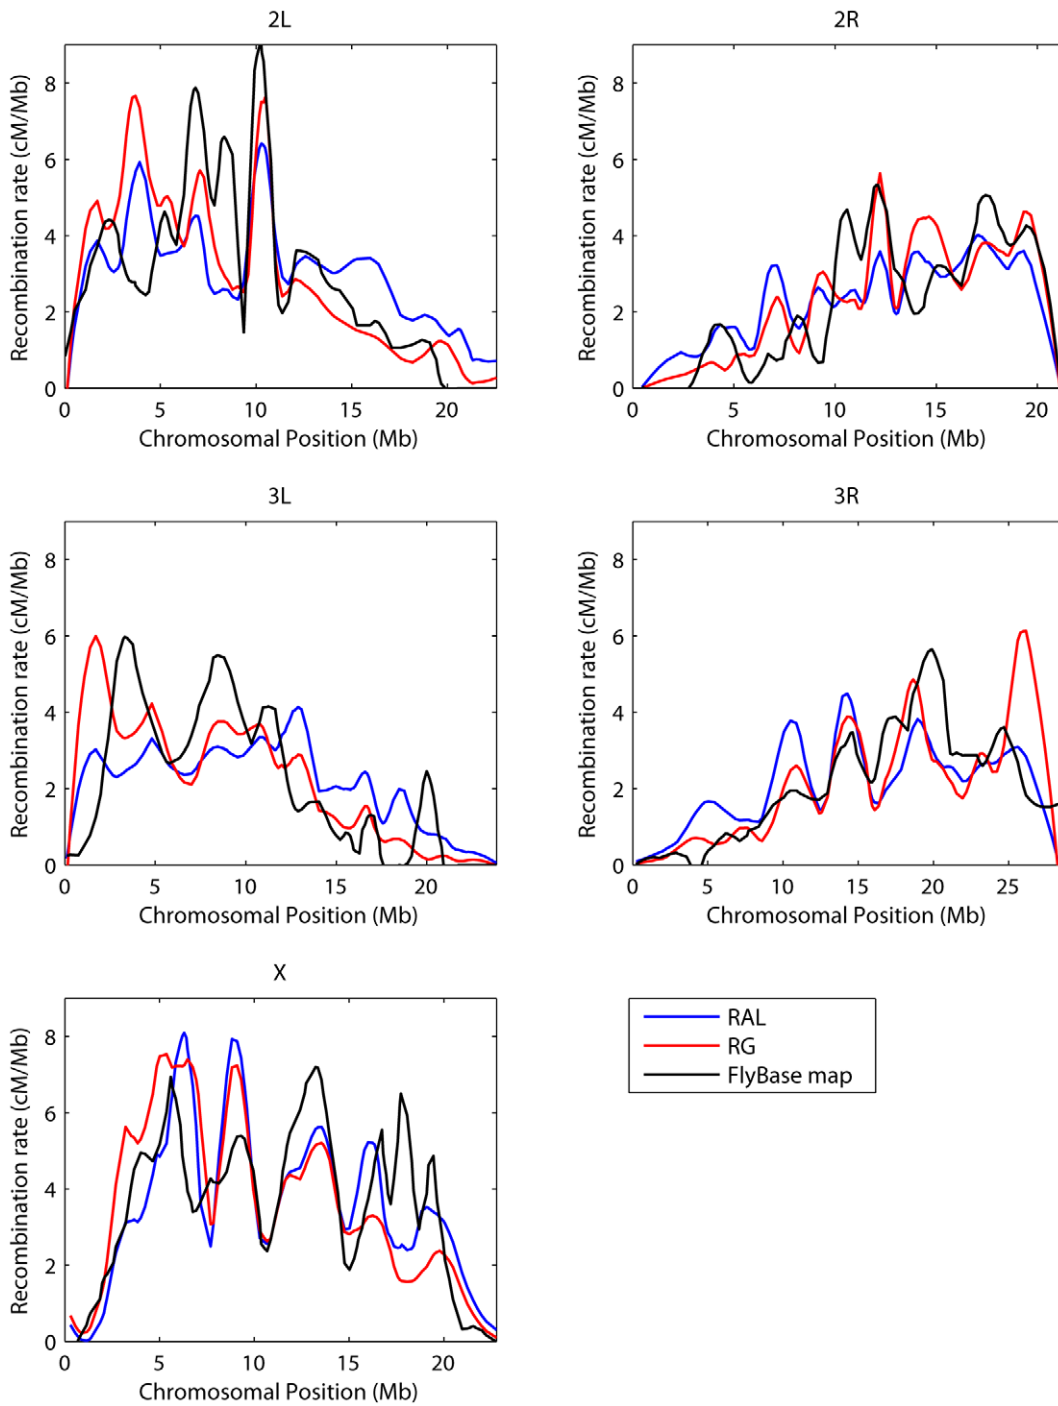 2L
Recombination rate (cM/Mb)
8
6
4
2
0
0 5 10 15 20
Chromosomal Position (Mb)
2R
Recombination rate (cM/Mb)
8
6
4
2
0
0 5 10 15 20
Chromosomal Position (Mb)
3L
Recombination rate (cM/Mb)
8
6
4
2
0
0 5 10 15 20
Chromosomal Position (Mb)
3R
Recombination rate (cM/Mb)
8
6
4
2
0
0 5 10 15 20 25
Chromosomal Position (Mb)
X
Recombination rate (cM/Mb)
8
6
4
2
0
0 5 10 15 20
Chromosomal Position (Mb)
RAL
RG
FlyBase map